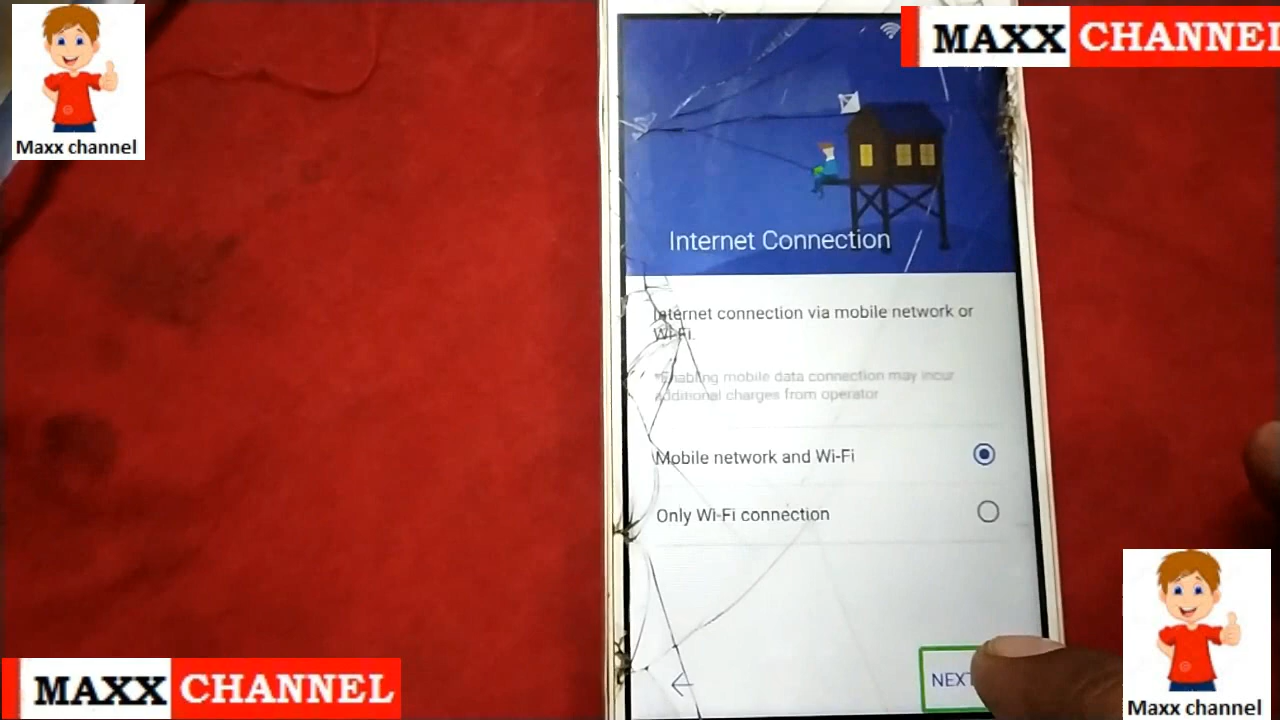 MAXX CHANNEL
Maxx channel
Internet Connection
Internet connection via mobile network or
Wi-Fi.
*Enabling mobile data connection may incur
additional charges from operator
Mobile network and Wi-Fi
Only Wi-Fi connection
NEXT
MAXX CHANNEL
Maxx channel